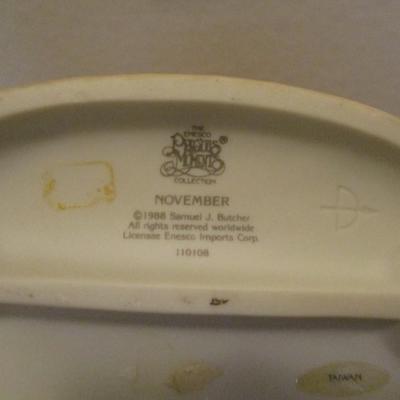 THE
ENESCO
PRECIOUS
MOMENTS ®
COLLECTION
NOVEMBER
©1988 Samuel J. Butcher
All rights reserved worldwide
Licensee Enesco Imports Corp.
110108
TAIWAN